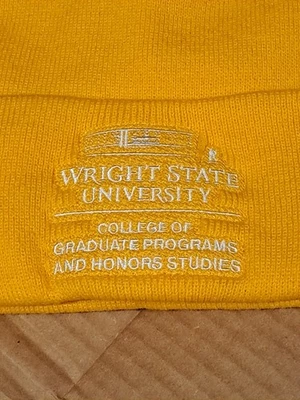 WRIGHT STATE
UNIVERSITY
COLLEGE OF
GRADUATE PROGRAMS
AND HONORS STUDIES